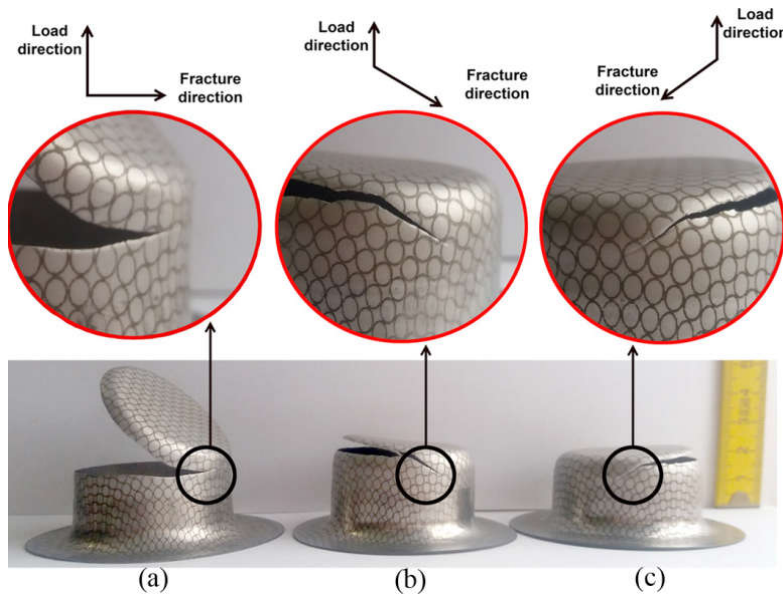 Load
direction
Fracture
direction
Load
direction
Fracture
direction
Load
direction
Fracture
direction
(a)
(b)
(c)